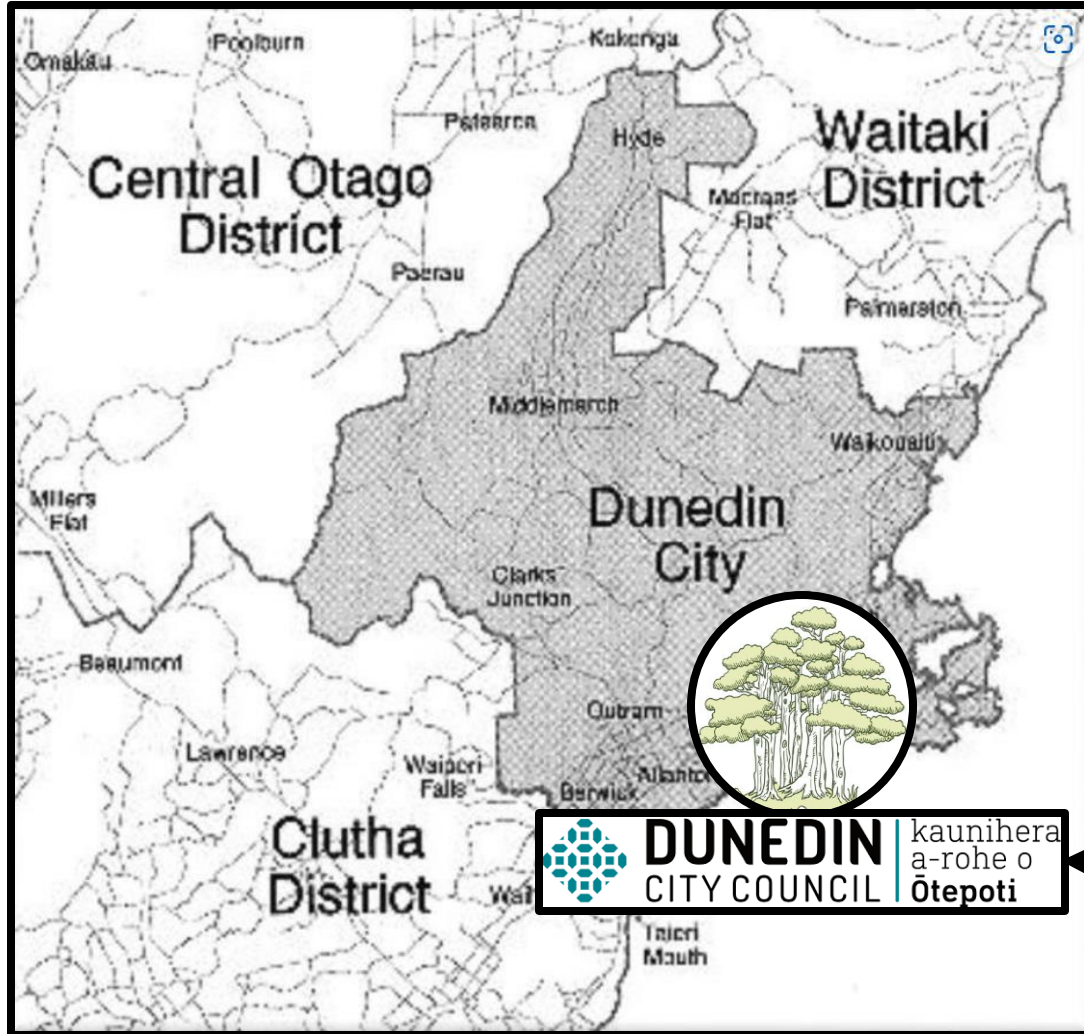 Omakau
Poolburn
Kokonga
Patearoa
Hyde
Waitaki
District
Central Otago
District
Macraes
Flat
Paerau
Palmerston
Middlemarch
Waikouaiti
Millers
Flat
Dunedin
City
Clarks
Junction
Beaumont
Outram
Lawrence
Waipori
Falls
Berwick
Clutha
District
DUNEDIN
CITY COUNCIL
kaunihera
a-rohe o
Ōtepoti
Taieri
Mouth